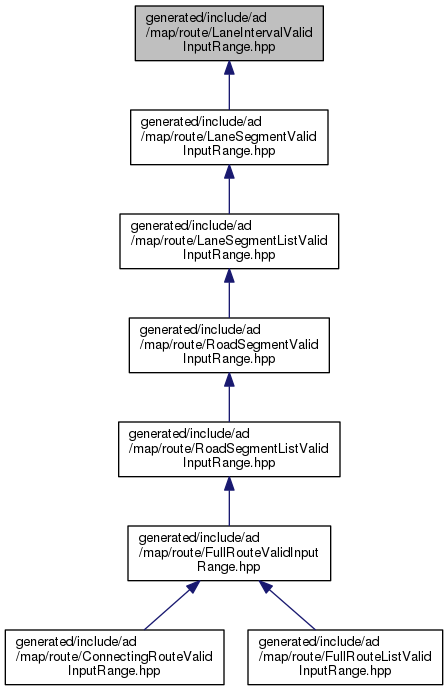 generated/include/ad
/map/route/LaneIntervalValid
InputRange.hpp
generated/include/ad
/map/route/LaneSegmentValid
InputRange.hpp
generated/include/ad
/map/route/LaneSegmentListValid
InputRange.hpp
generated/include/ad
/map/route/RoadSegmentValid
InputRange.hpp
generated/include/ad
/map/route/RoadSegmentListValid
InputRange.hpp
generated/include/ad
/map/route/FullRouteValidInput
Range.hpp
generated/include/ad
/map/route/ConnectingRouteValid
InputRange.hpp
generated/include/ad
/map/route/FullRouteListValid
InputRange.hpp